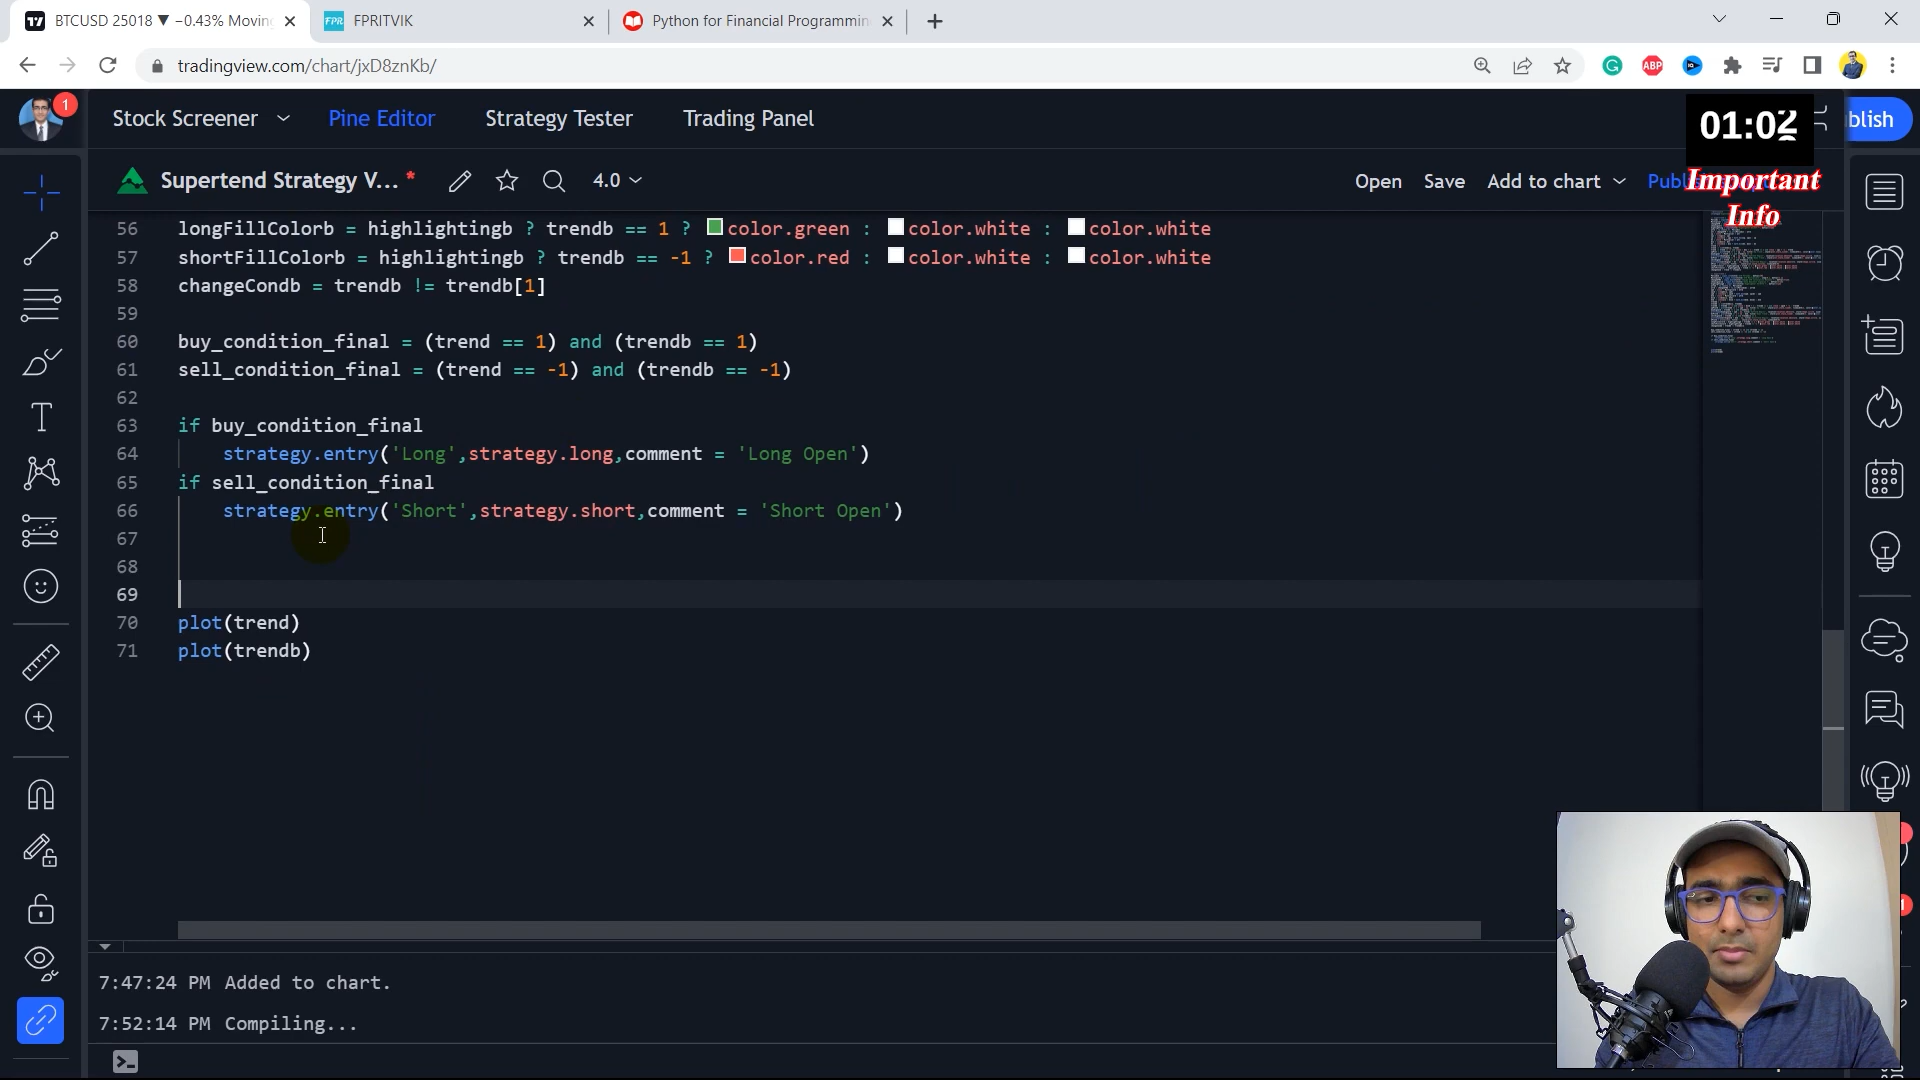 BTCUSD 25018 ▼ −0.43% Movin
FPRITVIK
Python for Financial Programmin
tradingview.com/chart/jxD8znKb/
1
Stock Screener
Pine Editor
Strategy Tester
Trading Panel
01:02
blish
Supertend Strategy V... *
4.0
Open
Save
Add to chart
Publ
Important
Info
56 longFillColorb = highlightingb ? trendb == 1 ? color.green : color.white : color.white
57 shortFillColorb = highlightingb ? trendb == -1 ? color.red : color.white : color.white
58 changeCondb = trendb != trendb[1]
59
60 buy_condition_final = (trend == 1) and (trendb == 1)
61 sell_condition_final = (trend == -1) and (trendb == -1)
62
63 if buy_condition_final
64 strategy.entry('Long',strategy.long,comment = 'Long Open')
65 if sell_condition_final
66 strategy.entry('Short',strategy.short,comment = 'Short Open')
67
68
69
70 plot(trend)
71 plot(trendb)
7:47:24 PM Added to chart.
7:52:14 PM Compiling...